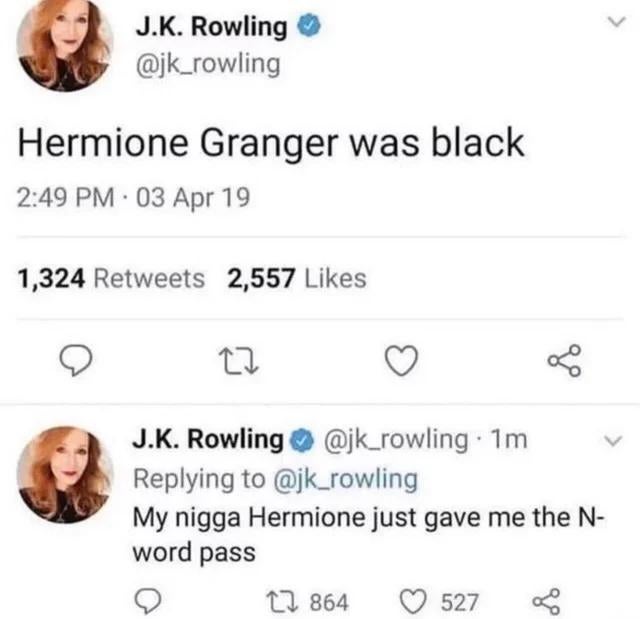 J.K. Rowling
@jk_rowling
Hermione Granger was black
2:49 PM · 03 Apr 19
1,324 Retweets 2,557 Likes
J.K. Rowling @jk_rowling · 1m
Replying to @jk_rowling
My nigga Hermione just gave me the N-
word pass
864 527